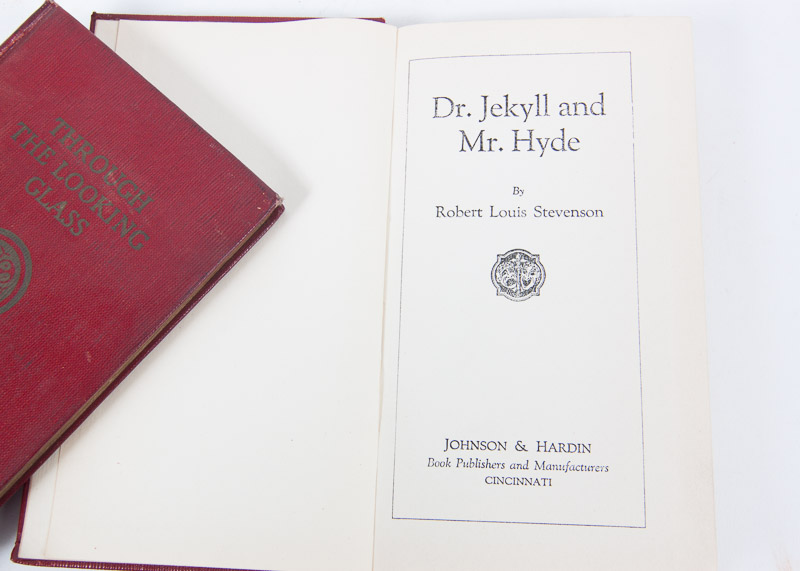 THROUGH
THE LOOKING
GLASS
Dr. Jekyll and
Mr. Hyde
By
Robert Louis Stevenson
JOHNSON & HARDIN
Book Publishers and Manufacturers
CINCINNATI